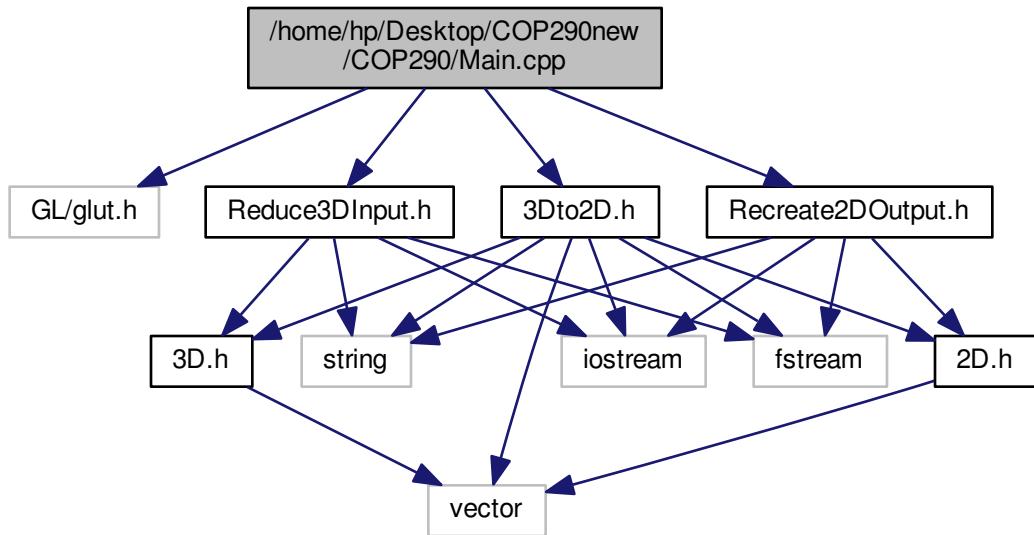 /home/hp/Desktop/COP290new
/COP290/Main.cpp
GL/glut.h
Reduce3DInput.h
3Dto2D.h
Recreate2DOutput.h
3D.h
string
iostream
fstream
2D.h
vector